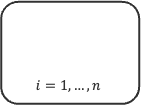 i = 1, ..., n